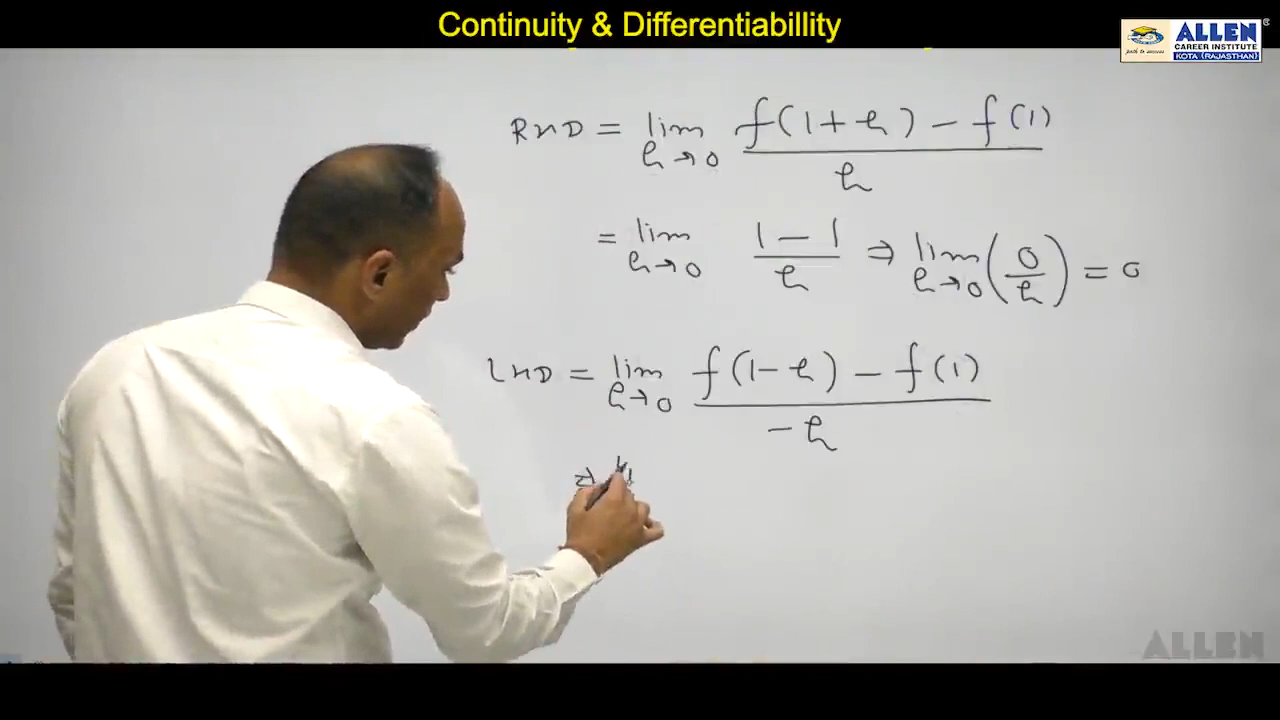 Continuity & Differentiabillity
ALLEN
CAREER INSTITUTE
KOTA (RAJASTHAN)
RHD = lim h→0 f(1+h) - f(1) / h
= lim h→0 1-1 / h ⇒ lim h→0 (0/h) = 0
LHD = lim h→0 f(1-h) - f(1) / -h
ALLEN